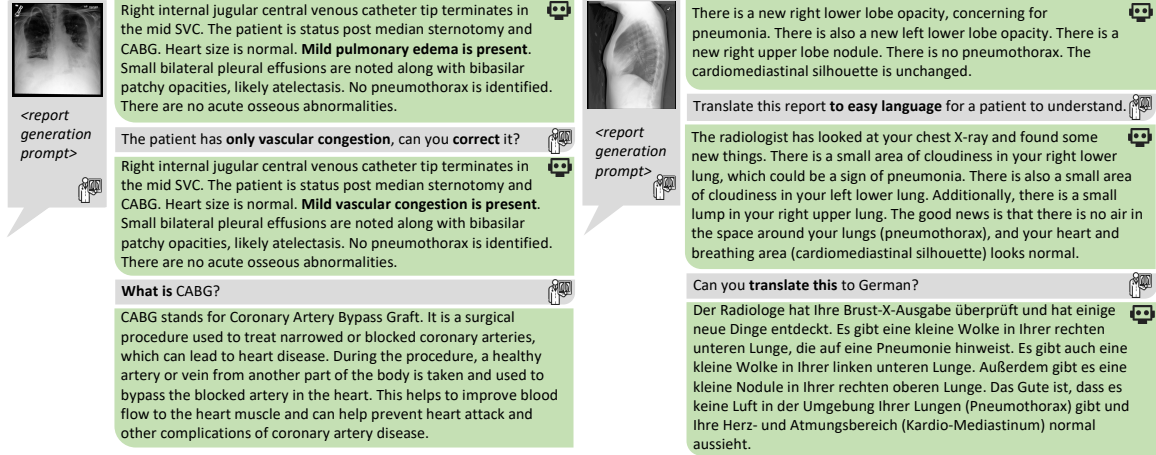 <report
generation
prompt>
Right internal jugular central venous catheter tip terminates in
the mid SVC. The patient is status post median sternotomy and
CABG. Heart size is normal. Mild pulmonary edema is present.
Small bilateral pleural effusions are noted along with bibasilar
patchy opacities, likely atelectasis. No pneumothorax is identified.
There are no acute osseous abnormalities.
The patient has only vascular congestion, can you correct it?
Right internal jugular central venous catheter tip terminates in
the mid SVC. The patient is status post median sternotomy and
CABG. Heart size is normal. Mild vascular congestion is present.
Small bilateral pleural effusions are noted along with bibasilar
patchy opacities, likely atelectasis. No pneumothorax is identified.
There are no acute osseous abnormalities.
What is CABG?
CABG stands for Coronary Artery Bypass Graft. It is a surgical
procedure used to treat narrowed or blocked coronary arteries,
which can lead to heart disease. During the procedure, a healthy
artery or vein from another part of the body is taken and used to
bypass the blocked artery in the heart. This helps to improve blood
flow to the heart muscle and can help prevent heart attack and
other complications of coronary artery disease.
<report
generation
prompt>
There is a new right lower lobe opacity, concerning for
pneumonia. There is also a new left lower lobe opacity. There is a
new right upper lobe nodule. There is no pneumothorax. The
cardiomediastinal silhouette is unchanged.
Translate this report to easy language for a patient to understand.
The radiologist has looked at your chest X-ray and found some
new things. There is a small area of cloudiness in your right lower
lung, which could be a sign of pneumonia. There is also a small area
of cloudiness in your left lower lung. Additionally, there is a small
lump in your right upper lung. The good news is that there is no air in
the space around your lungs (pneumothorax), and your heart and
breathing area (cardiomediastinal silhouette) looks normal.
Can you translate this to German?
Der Radiologe hat Ihre Brust-X-Ausgabe überprüft und hat einige
neue Dinge entdeckt. Es gibt eine kleine Wolke in Ihrer rechten
unteren Lunge, die auf eine Pneumonie hinweist. Es gibt auch eine
kleine Wolke in Ihrer linken unteren Lunge. Außerdem gibt es eine
kleine Nodule in Ihrer rechten oberen Lunge. Das Gute ist, dass es
keine Luft in der Umgebung Ihrer Lungen (Pneumothorax) gibt und
Ihre Herz- und Atmungsbereich (Kardio-Mediastinum) normal
aussieht.